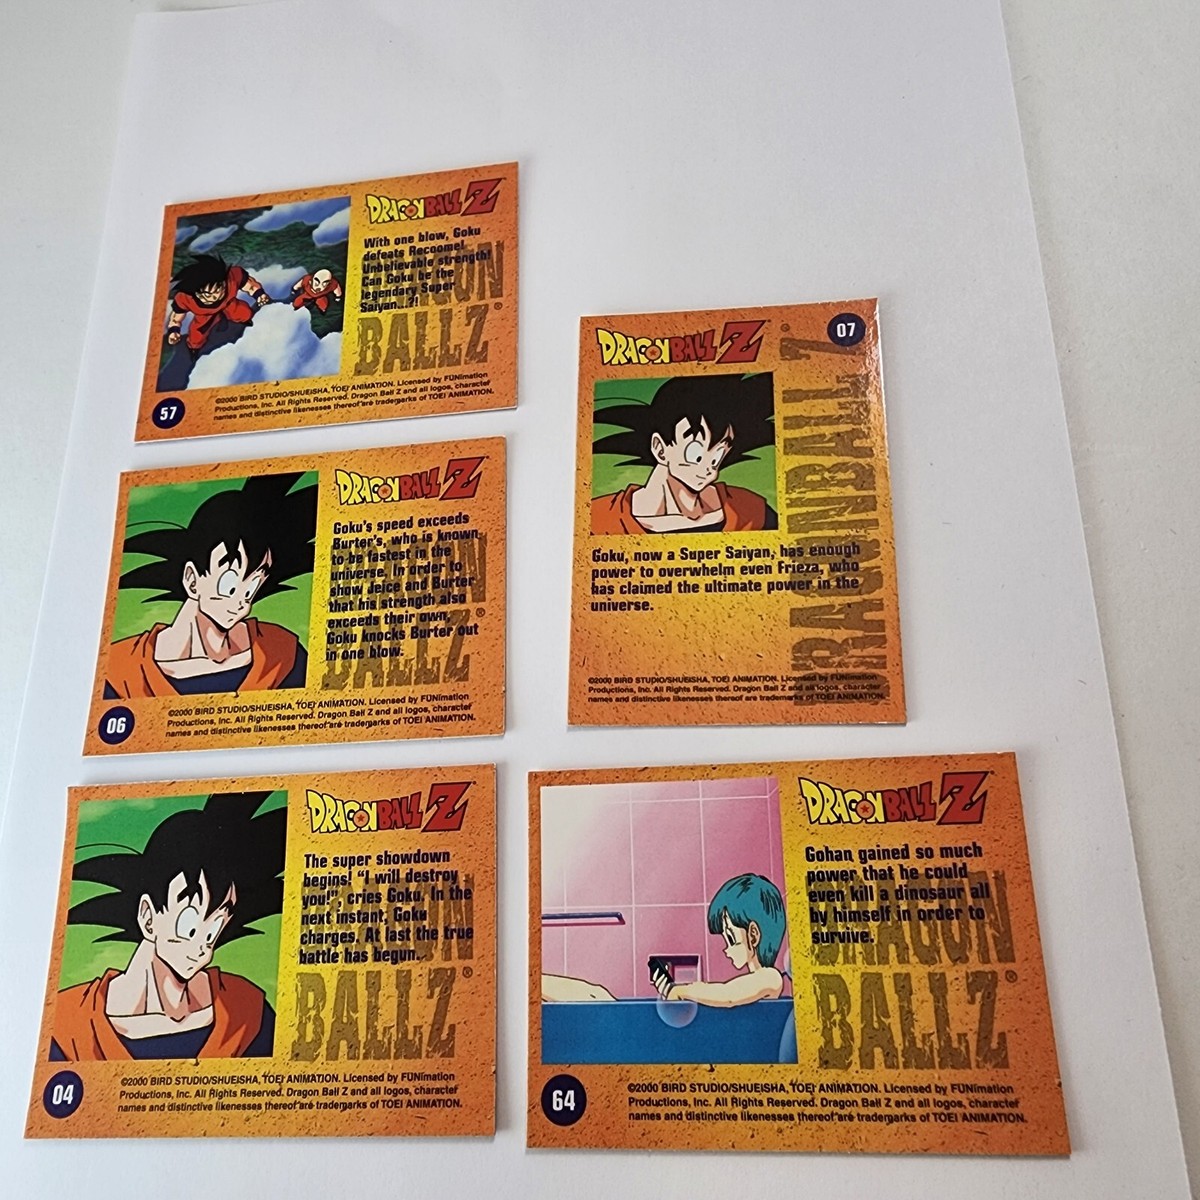 DRAGON BALL Z
With one blow, Goku
defeats Recoome!
Unbelievable strength!
Can Goku be the
legendary Super
Saiyan...?!
DRAGON
BALL Z®
©2000 BIRD STUDIO/SHUEISHA, TOEI ANIMATION. Licensed by FUNimation
Productions, Inc. All Rights Reserved. Dragon Ball Z and all logos, character
names and distinctive likenesses thereof are trademarks of TOEI ANIMATION.
57
DRAGON BALL Z
Goku's speed exceeds
Burter's, who is known
to be fastest in the
universe. In order to
show Jeice and Burter
that his strength also
exceeds their own,
Goku knocks Burter out
in one blow.
DRAGON
BALL Z®
©2000 BIRD STUDIO/SHUEISHA, TOEI ANIMATION. Licensed by FUNimation
Productions, Inc. All Rights Reserved. Dragon Ball Z and all logos, character
names and distinctive likenesses thereof are trademarks of TOEI ANIMATION.
06
DRAGON BALL Z
The super showdown
begins! "I will destroy
you!", cries Goku. In the
next instant, Goku
charges. At last the true
battle has begun.
DRAGON
BALL Z®
©2000 BIRD STUDIO/SHUEISHA, TOEI ANIMATION. Licensed by FUNimation
Productions, Inc. All Rights Reserved. Dragon Ball Z and all logos, character
names and distinctive likenesses thereof are trademarks of TOEI ANIMATION.
04
DRAGON BALL Z
07
DRAGON BALL Z®
Goku, now a Super Saiyan, has enough
power to overwhelm even Frieza, who
has claimed the ultimate power in the
universe.
©2000 BIRD STUDIO/SHUEISHA, TOEI ANIMATION. Licensed by FUNimation
Productions, Inc. All Rights Reserved. Dragon Ball Z and all logos, character
names and distinctive likenesses thereof are trademarks of TOEI ANIMATION.
DRAGON BALL Z
Gohan gained so much
power that he could
even kill a dinosaur all
by himself in order to
survive.
DRAGON
BALL Z®
©2000 BIRD STUDIO/SHUEISHA, TOEI ANIMATION. Licensed by FUNimation
Productions, Inc. All Rights Reserved. Dragon Ball Z and all logos, character
names and distinctive likenesses thereof are trademarks of TOEI ANIMATION.
64